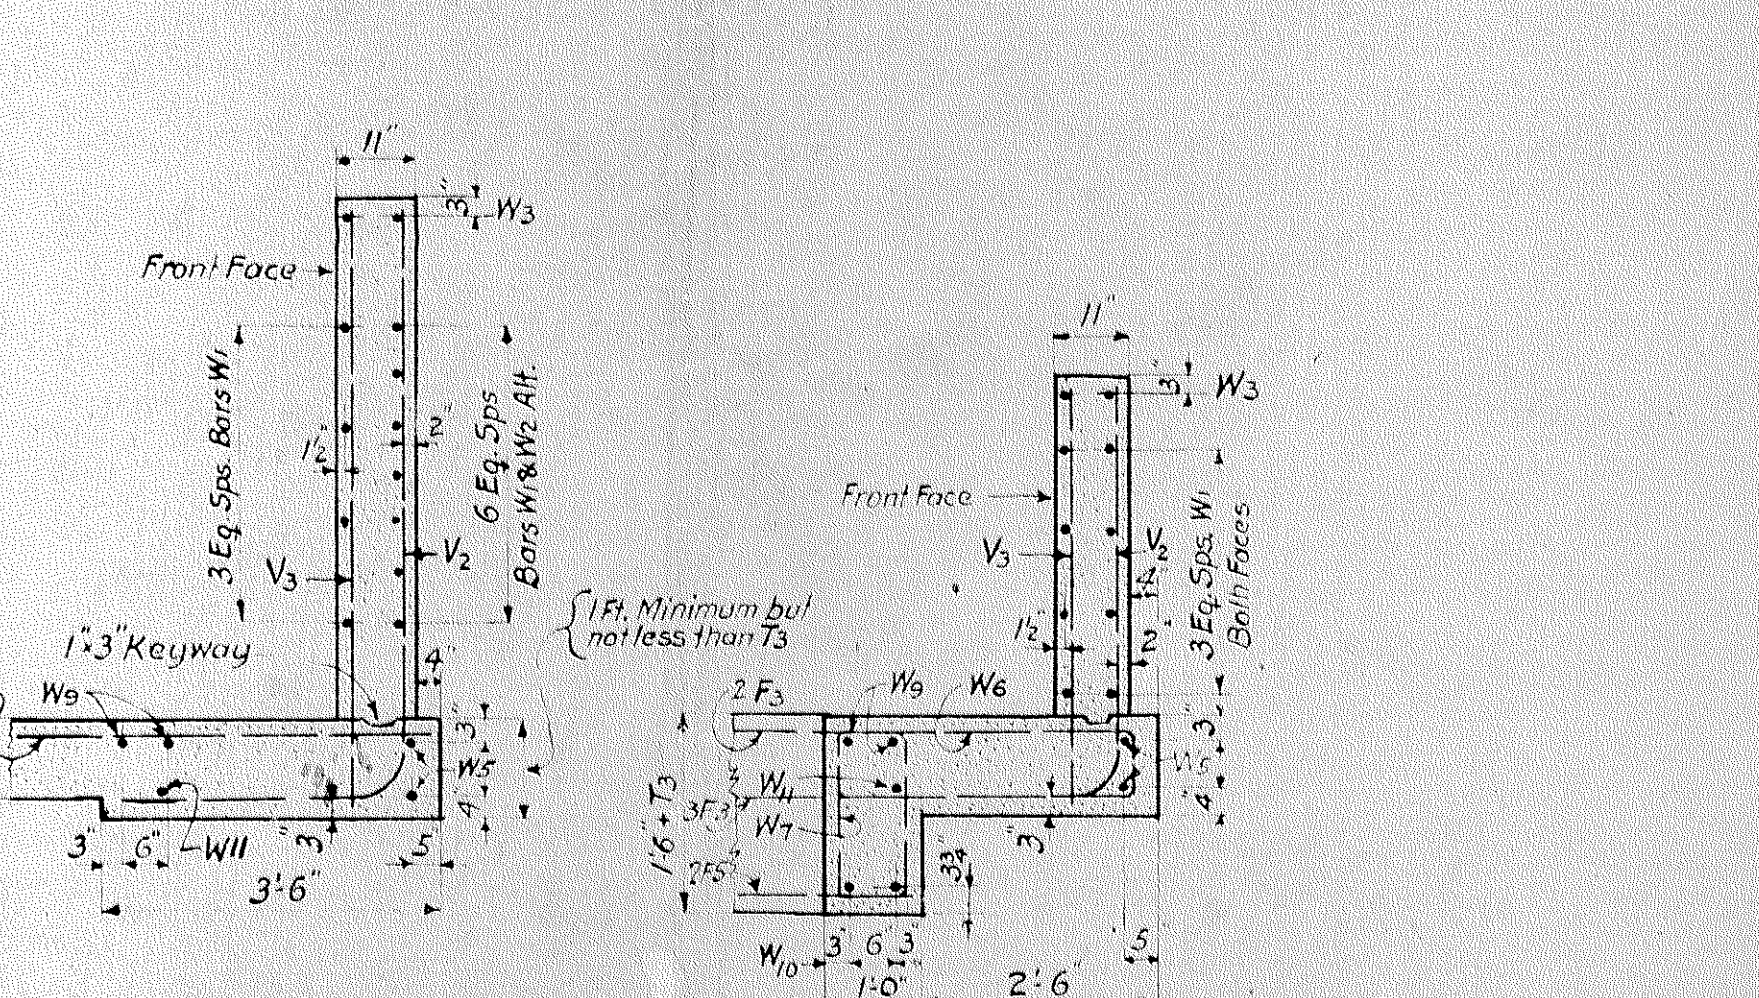 11"
3"
W3
Front Face
3 Eq. Sps. Bars W1
1½"
2"
6 Eq. Sps
Bars W1 & W2 Alt.
V3
V2
1"x3" Keyway
{1 Ft. Minimum but
not less than T3
4"
W9
3"
W5
4"
3"
6"
W11
3"
5"
3'-6"
11"
3"
W3
Front Face
V3
V2
4"
3 Eq. Sps. W1
Both Faces
1½"
2"
2 F3
W9
W6
3"
W5
4"
1'-6" + T3
W11
3F3
W7
2F5
3"
3¾"
W10
3"
6"
3"
5"
1'-0"
2'-6"